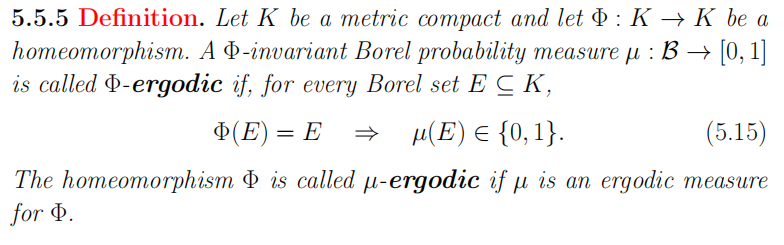 5.5.5 Definition. Let K be a metric compact and let Φ : K → K be a
homeomorphism. A Φ-invariant Borel probability measure μ : ℬ → [0, 1]
is called Φ-ergodic if, for every Borel set E ⊆ K,
Φ(E) = E ⇒ μ(E) ∈ {0, 1}. (5.15)
The homeomorphism Φ is called μ-ergodic if μ is an ergodic measure
for Φ.